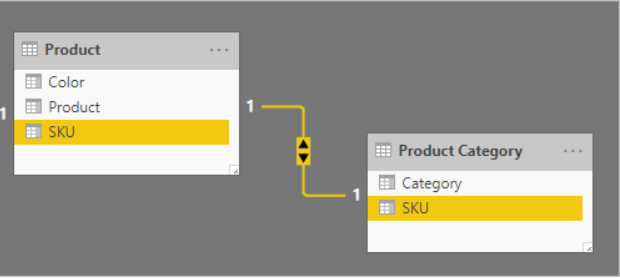 Product ...
Color
1
Product
1
SKU
Product Category ...
Category
1
SKU